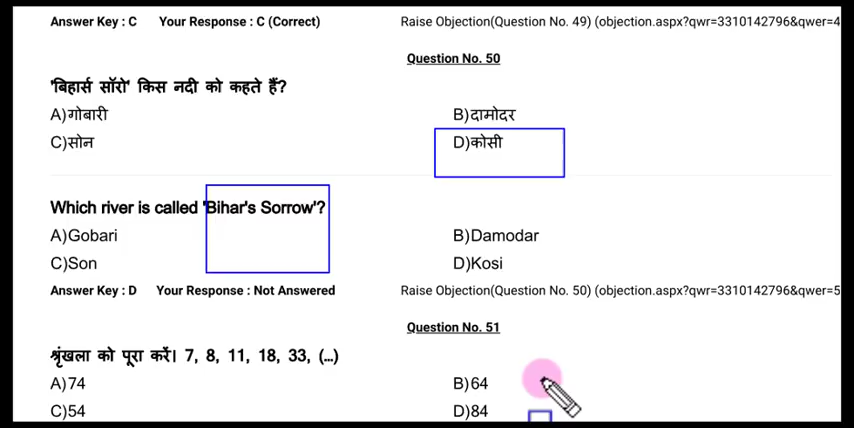 Answer Key : C Your Response : C (Correct) Raise Objection(Question No. 49) (objection.aspx?qwr=3310142796&qwer=4
Question No. 50
'बिहार्स सॉरो' किस नदी को कहते हैं?
A)गोबारी B)दामोदर
C)सोन D)कोसी
Which river is called 'Bihar's Sorrow'?
A)Gobari B)Damodar
C)Son D)Kosi
Answer Key : D Your Response : Not Answered Raise Objection(Question No. 50) (objection.aspx?qwr=3310142796&qwer=5
Question No. 51
श्रृंखला को पूरा करें। 7, 8, 11, 18, 33, (...)
A)74 B)64
C)54 D)84